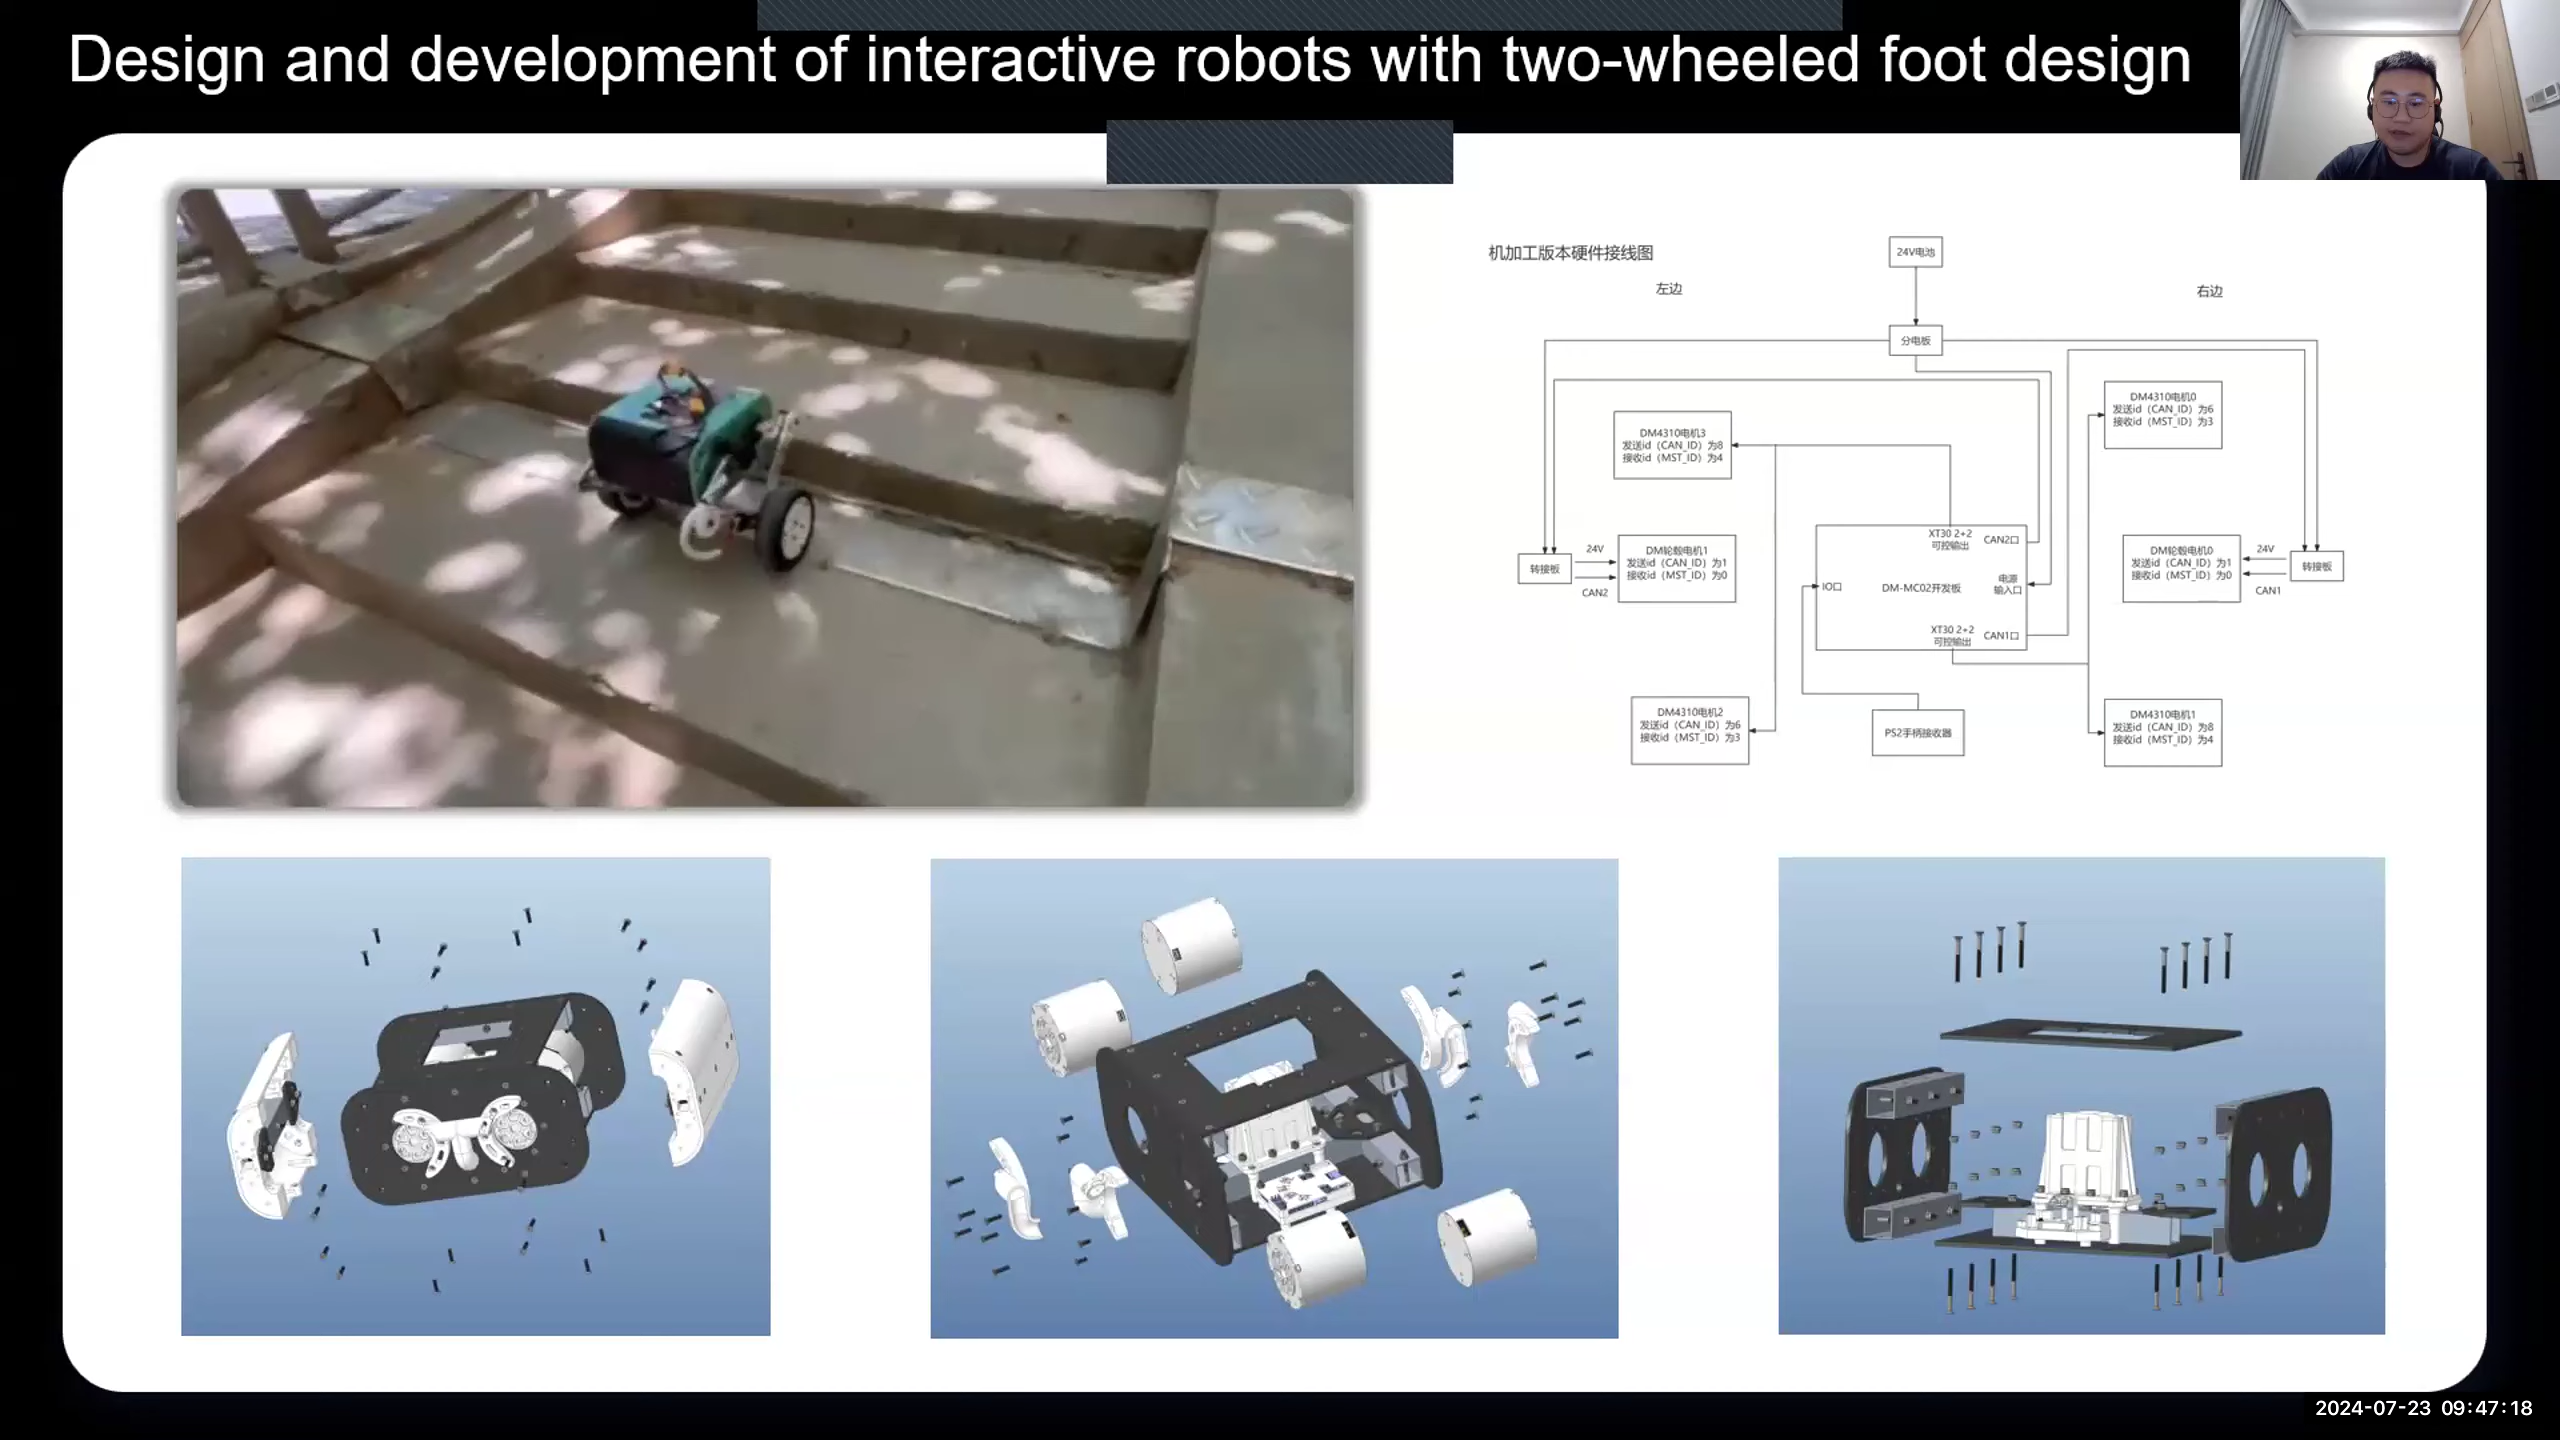 Design and development of interactive robots with two-wheeled foot design
机加工版本硬件接线图
24V电池
左边
右边
分电板
DM4310电机0
发送id（CAN_ID）为6
接收id（MST_ID）为3
DM4310电机3
发送id（CAN_ID）为8
接收id（MST_ID）为4
XT30 2+2
可控输出
CAN2口
24V
转接板
CAN2
DM轮毂电机1
发送id（CAN_ID）为1
接收id（MST_ID）为0
IO口
DM-MC02开发板
电源
输入口
DM轮毂电机0
发送id（CAN_ID）为1
接收id（MST_ID）为0
24V
转接板
CAN1
XT30 2+2
可控输出
CAN1口
DM4310电机2
发送id（CAN_ID）为6
接收id（MST_ID）为3
PS2手柄接收器
DM4310电机1
发送id（CAN_ID）为8
接收id（MST_ID）为4
2024-07-23 09:47:18